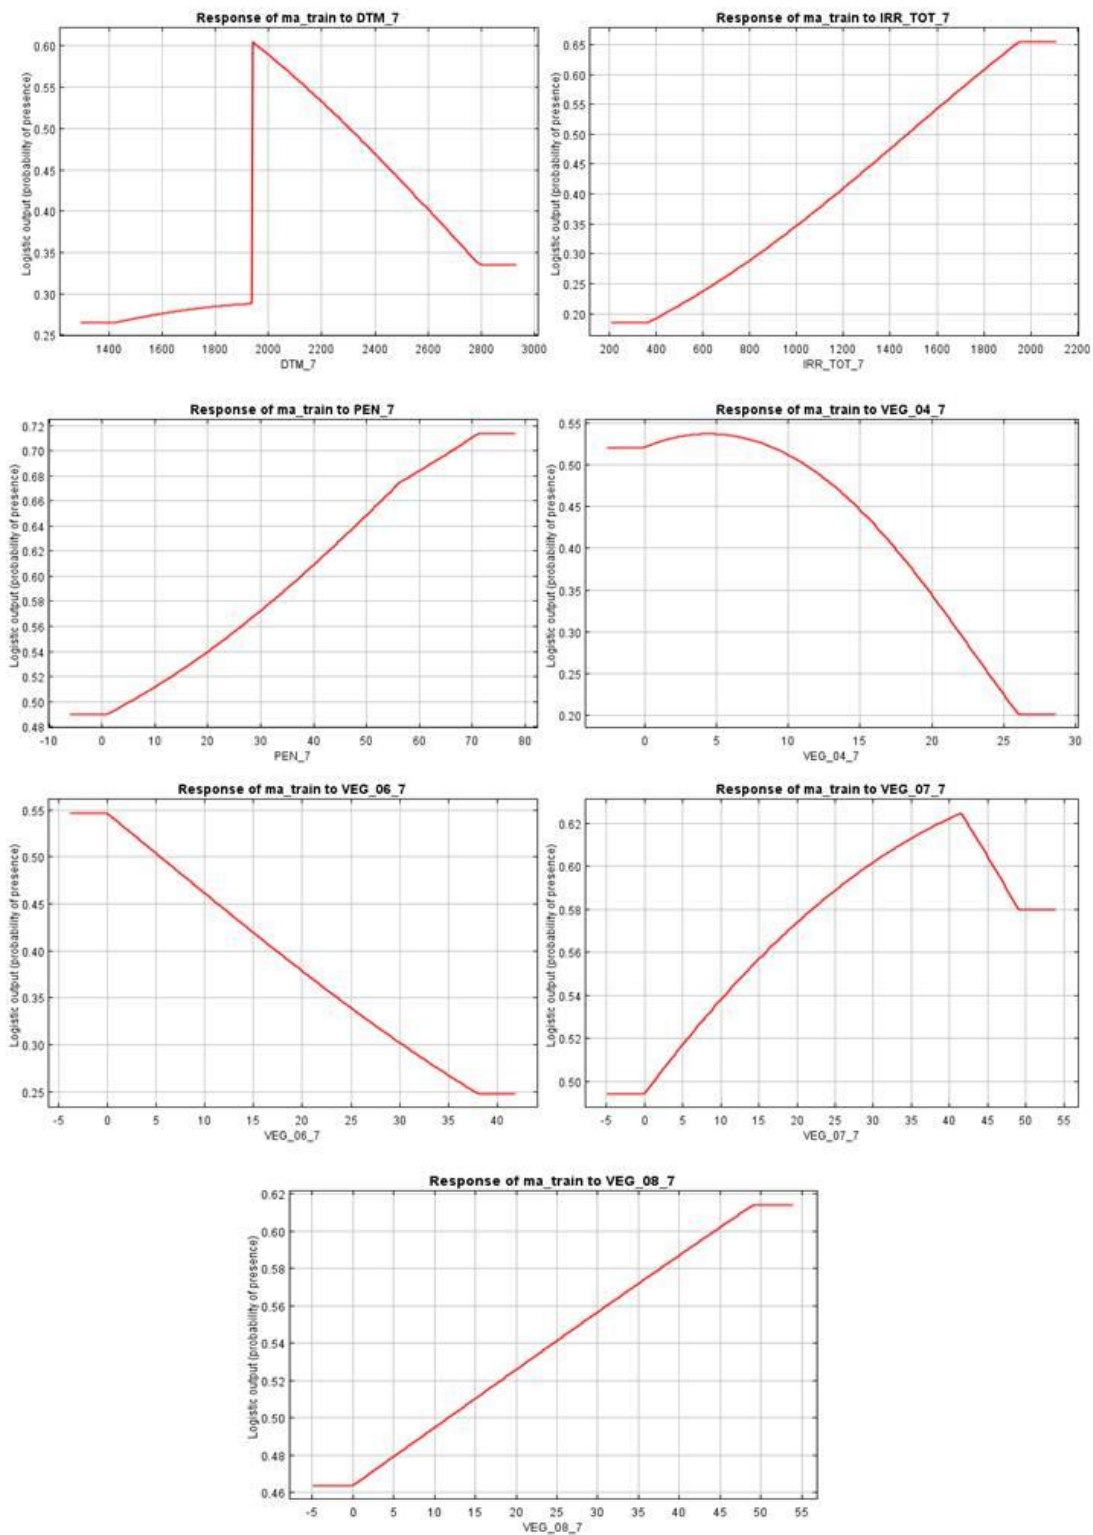 Response of ma_train to DTM_7
Logistic output (probability of presence)
0.60
0.55
0.50
0.45
0.40
0.35
0.30
0.25
1400 1600 1800 2000 2200 2400 2600 2800 3000
DTM_7
Response of ma_train to IRR_TOT_7
Logistic output (probability of presence)
0.65
0.60
0.55
0.50
0.45
0.40
0.35
0.30
0.25
0.20
200 400 600 800 1000 1200 1400 1600 1800 2000 2200
IRR_TOT_7
Response of ma_train to PEN_7
Logistic output (probability of presence)
0.72
0.70
0.68
0.66
0.64
0.62
0.60
0.58
0.56
0.54
0.52
0.50
0.48
-10 0 10 20 30 40 50 60 70 80
PEN_7
Response of ma_train to VEG_04_7
Logistic output (probability of presence)
0.55
0.50
0.45
0.40
0.35
0.30
0.25
0.20
0 5 10 15 20 25 30
VEG_04_7
Response of ma_train to VEG_06_7
Logistic output (probability of presence)
0.55
0.50
0.45
0.40
0.35
0.30
0.25
-5 0 5 10 15 20 25 30 35 40
VEG_06_7
Response of ma_train to VEG_07_7
Logistic output (probability of presence)
0.62
0.60
0.58
0.56
0.54
0.52
0.50
-5 0 5 10 15 20 25 30 35 40 45 50 55
VEG_07_7
Response of ma_train to VEG_08_7
Logistic output (probability of presence)
0.62
0.60
0.58
0.56
0.54
0.52
0.50
0.48
0.46
-5 0 5 10 15 20 25 30 35 40 45 50 55
VEG_08_7